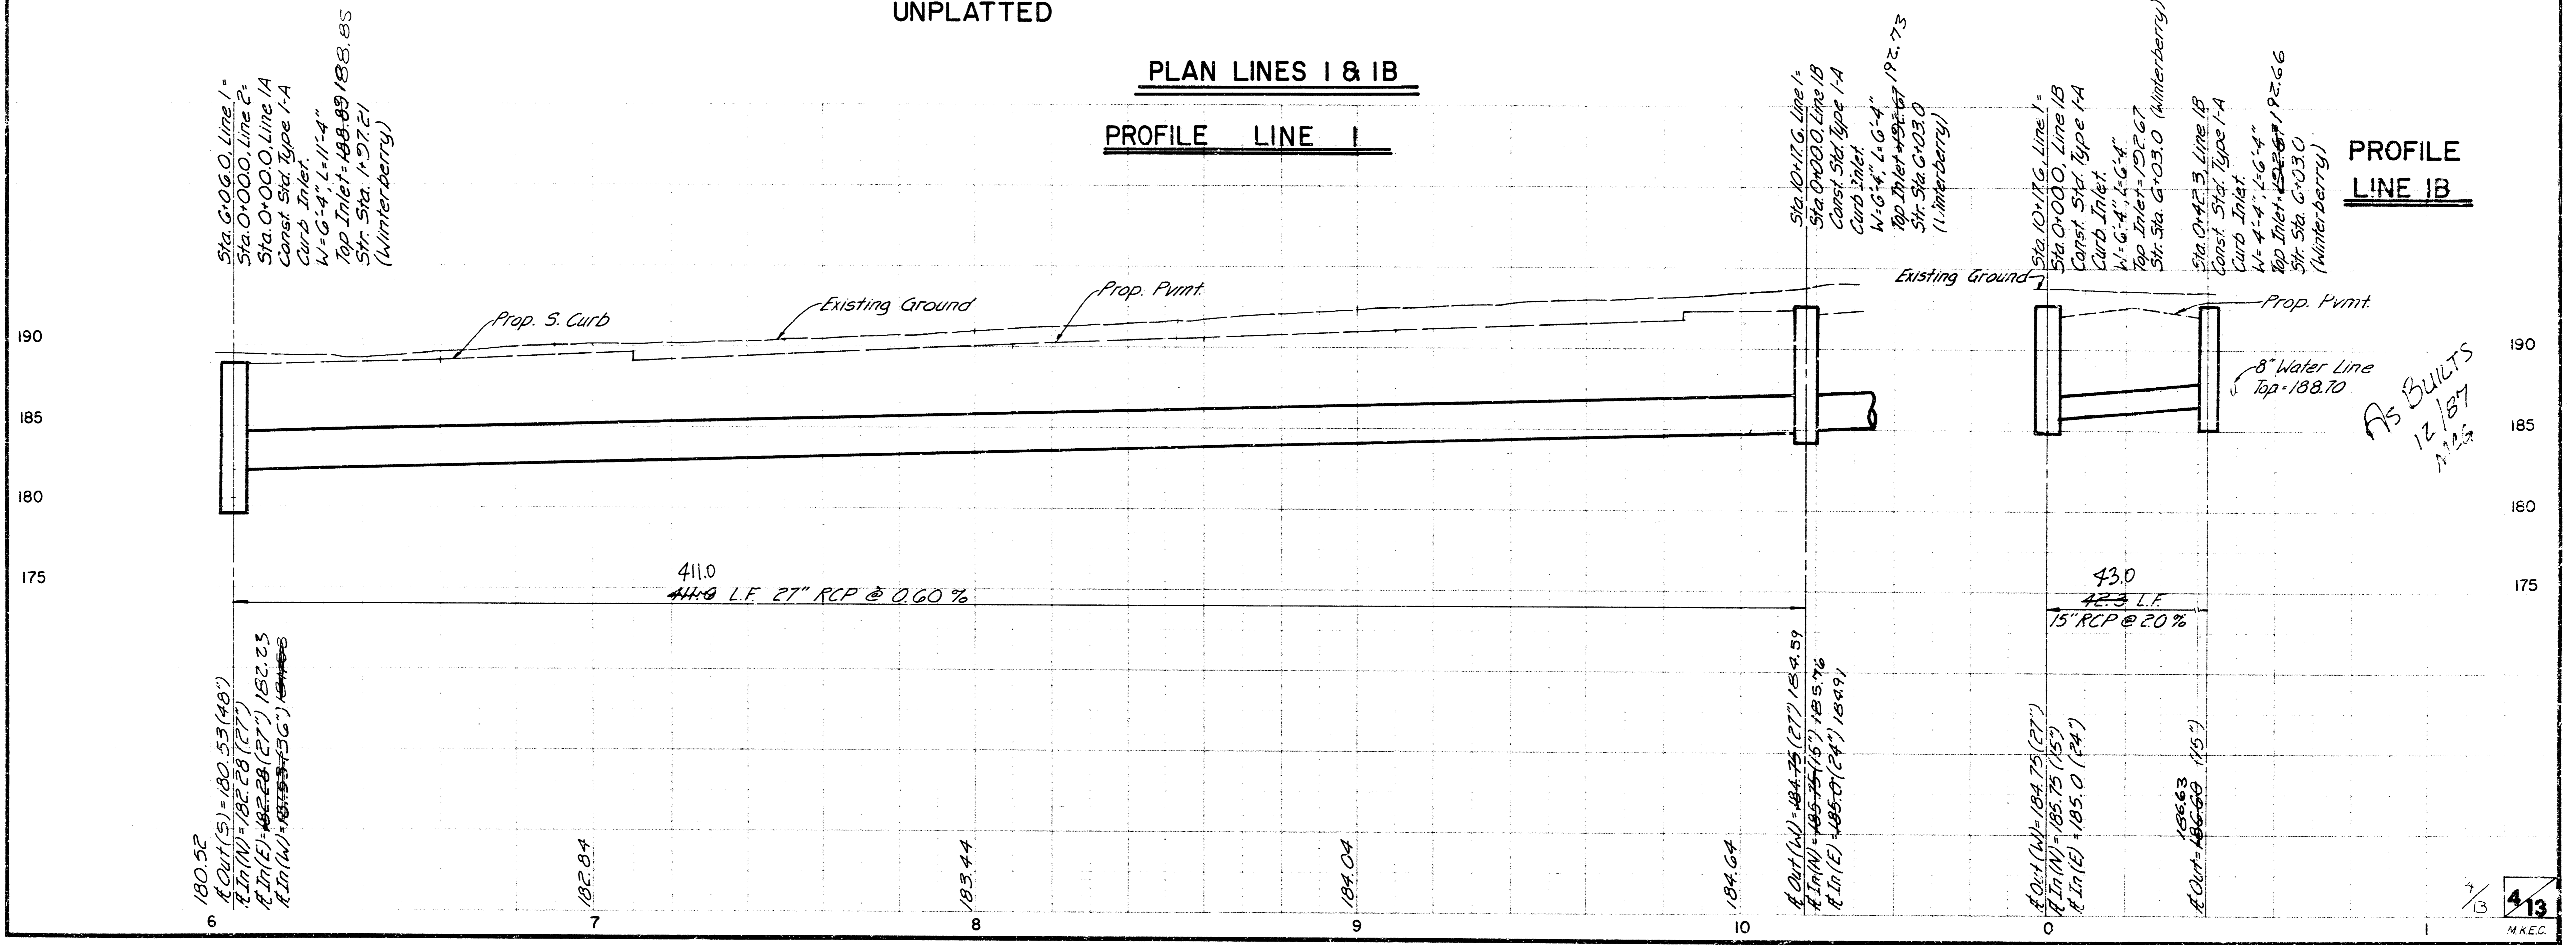 UNPLATTED
PLAN LINES 1 & 1B
PROFILE LINE 1
PROFILE
LINE 1B
Sta. 6+06.0, Line 1=
Sta. 0+00.0, Line 2=
Sta. 0+00.0, Line 1A
Const. Std. Type 1-A
Curb Inlet.
W=6'-4", L=11'-4"
Top Inlet=188.89 188.85
Str. Sta. 1+97.21
(Winterberry)
Sta. 10+17.6, Line 1=
Sta. 0+00.0, Line 1B
Const. Std. Type 1-A
Curb Inlet.
W=6'-4", L=6'-4"
Top Inlet=192.67 192.73
Str. Sta. 6+03.0
(Winterberry)
Sta. 10+17.6, Line 1=
Sta. 0+00.0, Line 1B
Const. Std. Type 1-A
Curb Inlet.
W=6'-4", L=6'-4"
Top Inlet=192.67
Str. Sta. 6+03.0 (Winterberry)
Sta. 0+42.3, Line 1B
Const. Std. Type 1-A
Curb Inlet.
W=4'-4", L=6'-4"
Top Inlet=192.67 192.66
Str. Sta. 6+03.0
(Winterberry)
Prop. S. Curb
Existing Ground
Prop. Pvmt.
Existing Ground
Prop. Pvmt.
8" Water Line
Top=188.70
As Builts
12/87
190
185
180
175
190
185
180
175
411.0
411.6 L.F. 27" RCP @ 0.60 %
43.0
42.3 L.F.
15" RCP @ 2.0 %
180.52
℄ Out (S)=180.53 (48")
℄ In (N)=182.28 (27")
℄ In (E)=182.28 (27") 182.23
℄ In (W)=181.53 (36")
182.84
183.44
184.04
184.64
℄ Out (W)=184.75 (27") 184.59
℄ In (N)=185.75 (15") 185.76
℄ In (E)=185.0 (24") 184.91
℄ Out (W)=184.75 (27")
℄ In (N)=185.75 (15")
℄ In (E)=185.0 (24")
186.63
℄ Out=186.60 (15")
6
7
8
9
10
0
1
4/13
4/13
M.K.E.C.